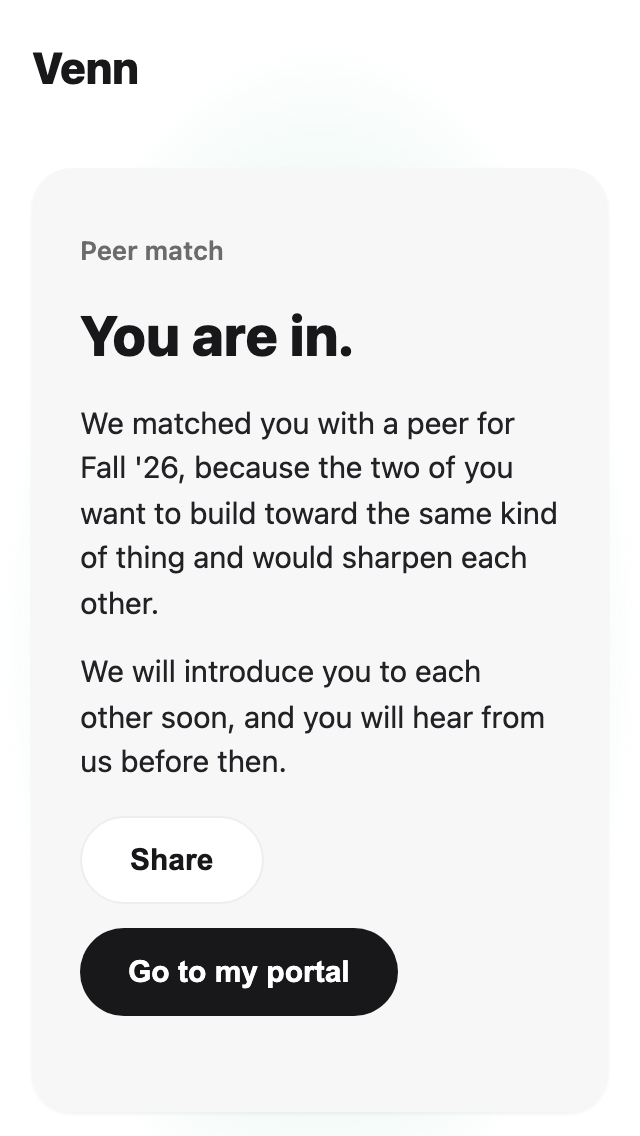 Venn
Peer match
You are in.
We matched you with a peer for
Fall '26, because the two of you
want to build toward the same kind
of thing and would sharpen each
other.
We will introduce you to each
other soon, and you will hear from
us before then.
Share
Go to my portal